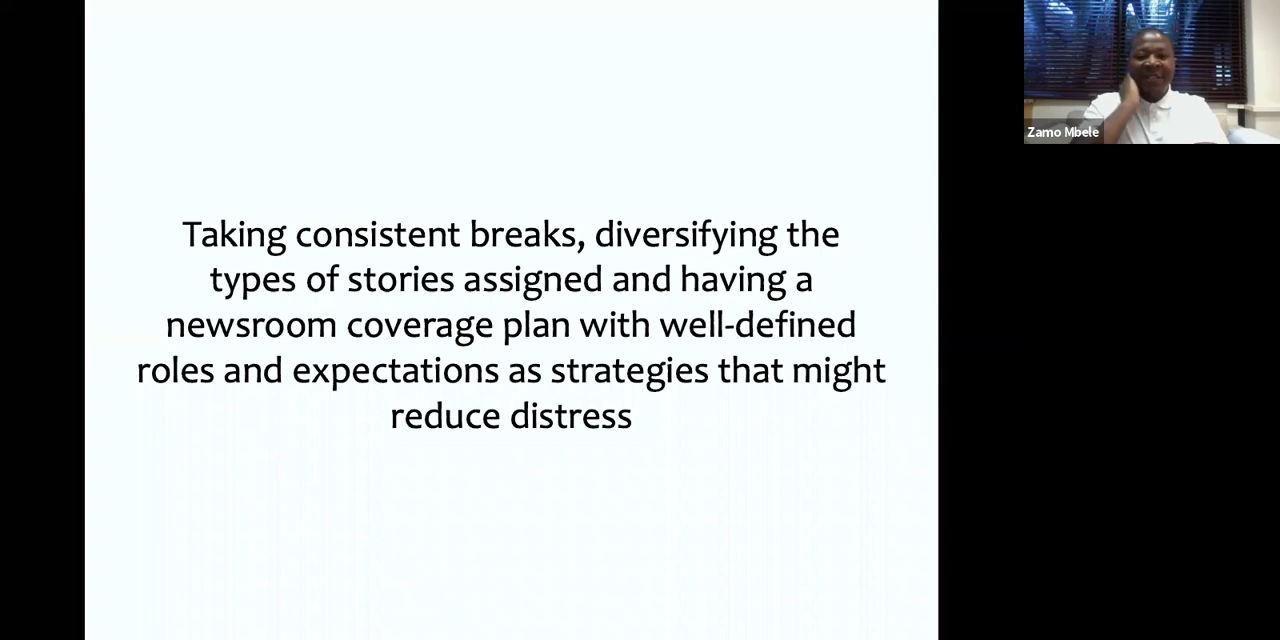 Taking consistent breaks, diversifying the
types of stories assigned and having a
newsroom coverage plan with well-defined
roles and expectations as strategies that might
reduce distress
Zamo Mbele